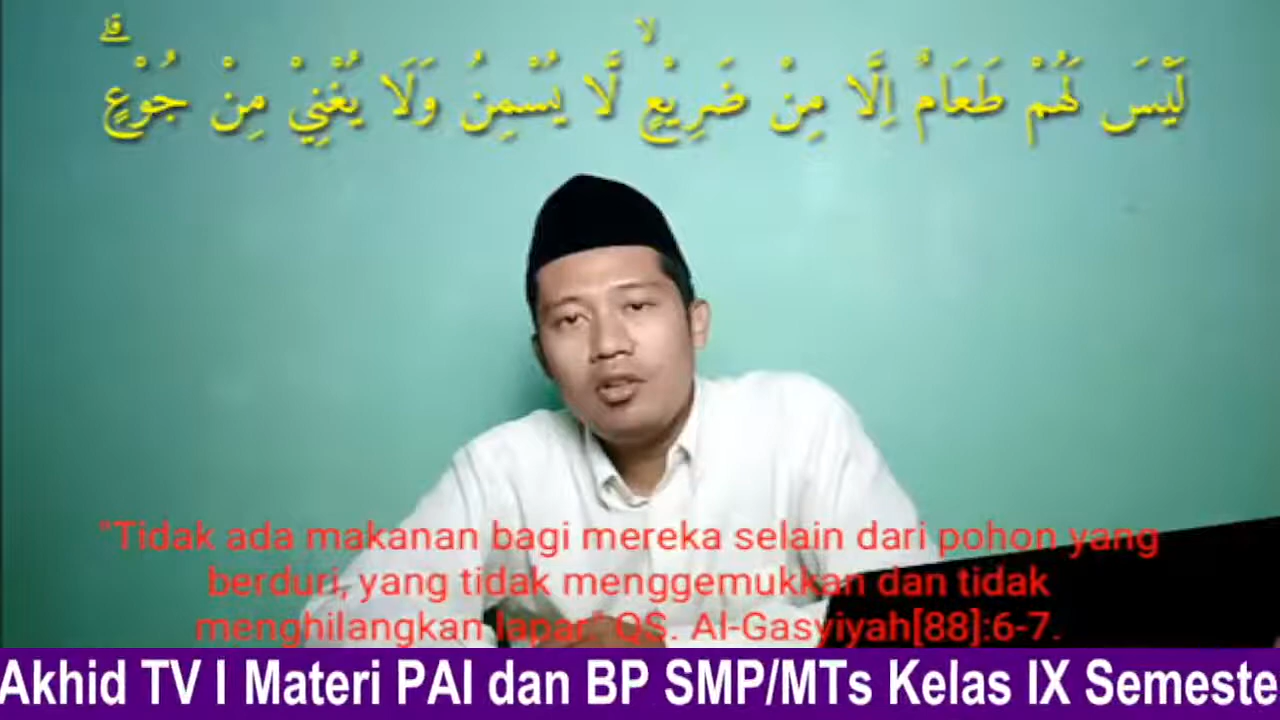 لَيْسَ لَهُمْ طَعَامٌ اِلَّا مِنْ ضَرِيْعٍۙ لَّا يُسْمِنُ وَلَا يُغْنِيْ مِنْ جُوْعٍۗ
"Tidak ada makanan bagi mereka selain dari pohon yang
berduri, yang tidak menggemukkan dan tidak
menghilangkan lapar." QS. Al-Gasyiyah[88]:6-7.
Akhid TV I Materi PAI dan BP SMP/MTs Kelas IX Semeste